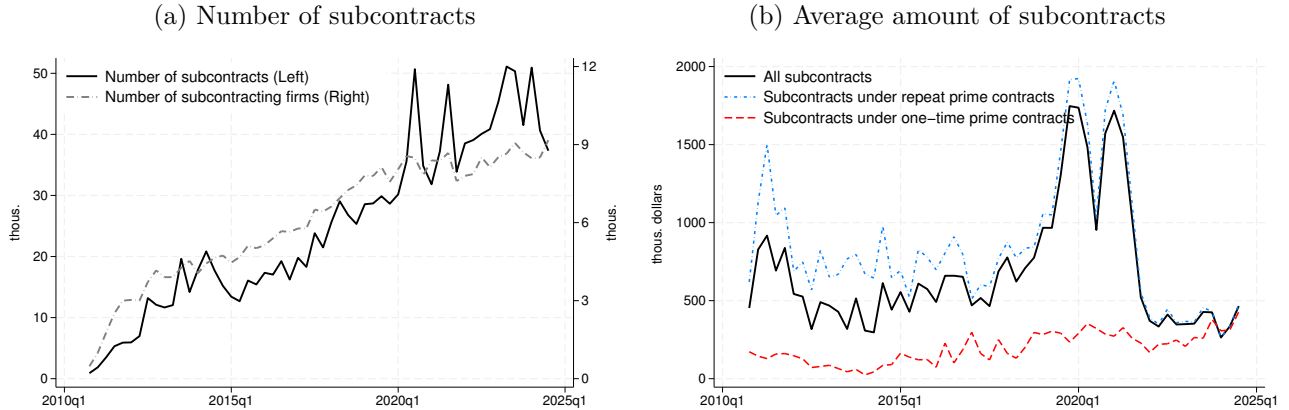 (a) Number of subcontracts
Number of subcontracts (Left)
Number of subcontracting firms (Right)
50
40
30
20
10
0
thous.
12
9
6
3
0
thous.
2010q1
2015q1
2020q1
2025q1
(b) Average amount of subcontracts
All subcontracts
Subcontracts under repeat prime contracts
Subcontracts under one−time prime contracts
2000
1500
1000
500
0
thous. dollars
2010q1
2015q1
2020q1
2025q1